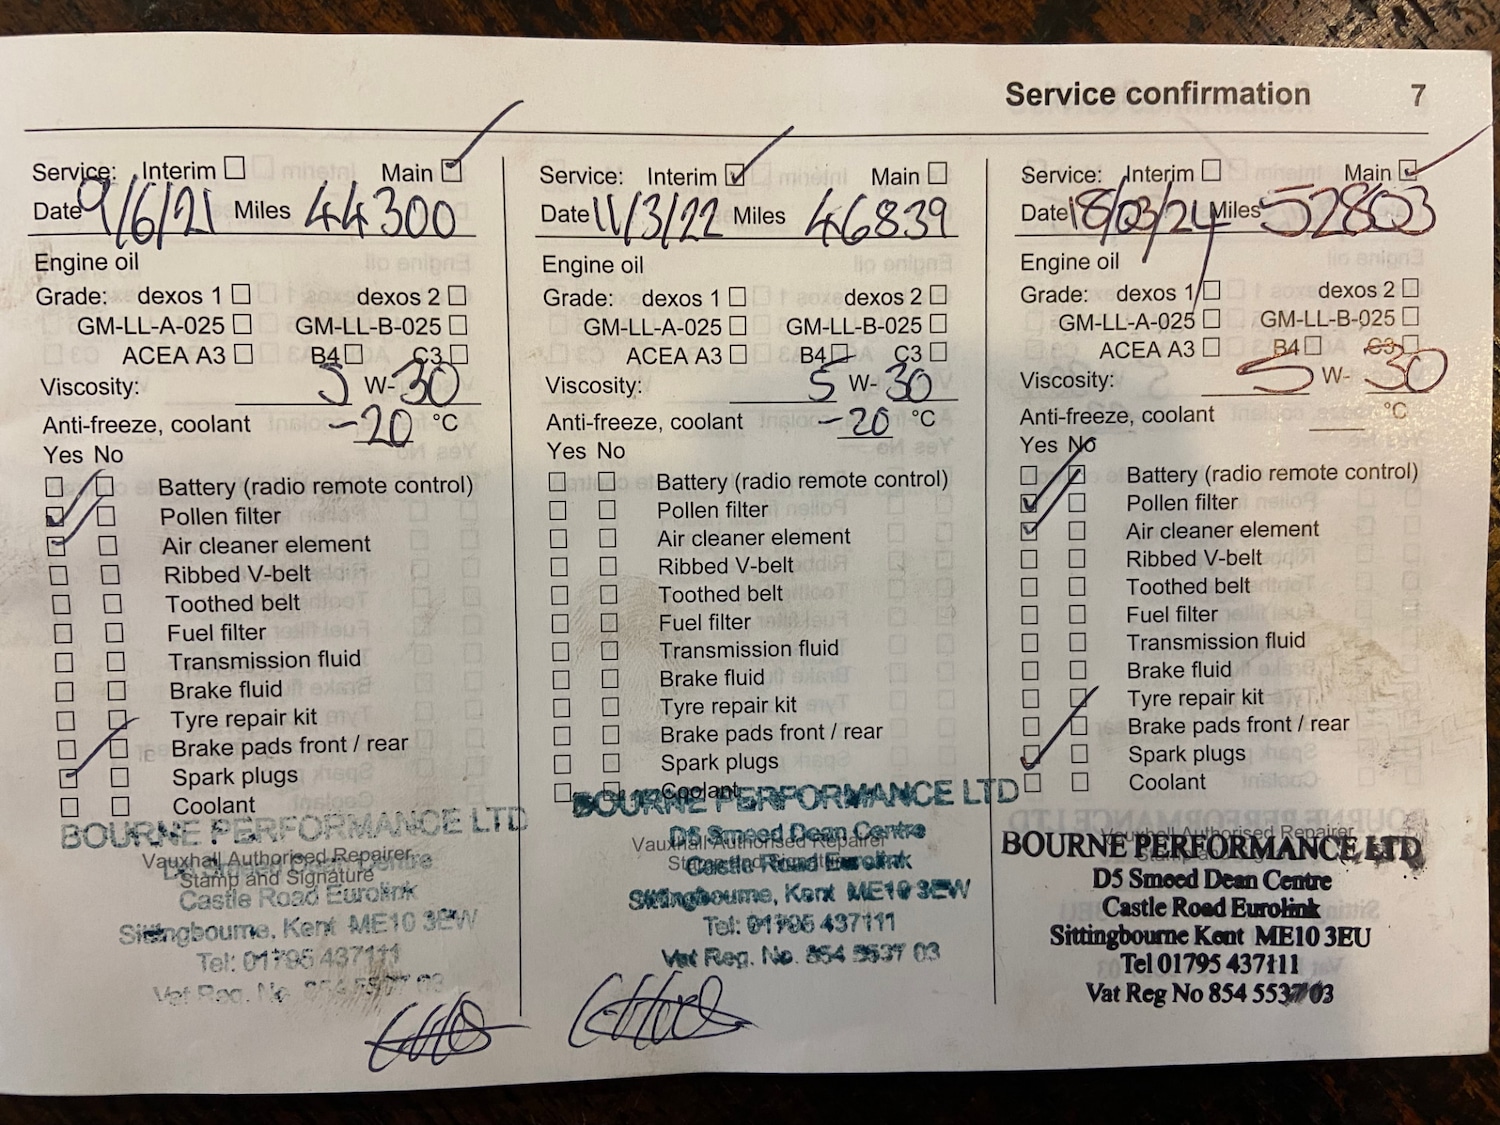 Service confirmation 7
Service: Interim Main
Date 9/6/21 Miles 44300
Engine oil
Grade: dexos 1 dexos 2
GM-LL-A-025 GM-LL-B-025
ACEA A3 B4 C3
Viscosity: 5 W-30
Anti-freeze, coolant -20 °C
Yes No
Battery (radio remote control)
Pollen filter
Air cleaner element
Ribbed V-belt
Toothed belt
Fuel filter
Transmission fluid
Brake fluid
Tyre repair kit
Brake pads front / rear
Spark plugs
Coolant
BOURNE PERFORMANCE LTD
Vauxhall Authorised Repairer
Stamp and Signature
Castle Road Eurolink
Sittingbourne, Kent ME10 3EW
Tel: 01795 437111
Vat Reg. No.
Service: Interim Main
Date 11/3/22 Miles 46839
Engine oil
Grade: dexos 1 dexos 2
GM-LL-A-025 GM-LL-B-025
ACEA A3 B4 C3
Viscosity: 5 W-30
Anti-freeze, coolant -20 °C
Yes No
Battery (radio remote control)
Pollen filter
Air cleaner element
Ribbed V-belt
Toothed belt
Fuel filter
Transmission fluid
Brake fluid
Tyre repair kit
Brake pads front / rear
Spark plugs
Coolant
BOURNE PERFORMANCE LTD
D5 Smeed Dean Centre
Vauxhall Authorised Repairer
Castle Road Eurolink
Sittingbourne, Kent ME10 3EW
Tel: 01795 437111
Vat Reg. No. 854 5537 03
Service: Interim Main
Date 18/03/24 Miles 52803
Engine oil
Grade: dexos 1 dexos 2
GM-LL-A-025 GM-LL-B-025
ACEA A3 B4 C3
Viscosity: 5 W-30
Anti-freeze, coolant °C
Yes No
Battery (radio remote control)
Pollen filter
Air cleaner element
Ribbed V-belt
Toothed belt
Fuel filter
Transmission fluid
Brake fluid
Tyre repair kit
Brake pads front / rear
Spark plugs
Coolant
Vauxhall Authorised Repairer
BOURNE PERFORMANCE LTD
D5 Smeed Dean Centre
Castle Road Eurolink
Sittingbourne Kent ME10 3EU
Tel 01795 437111
Vat Reg No 854 5537 03